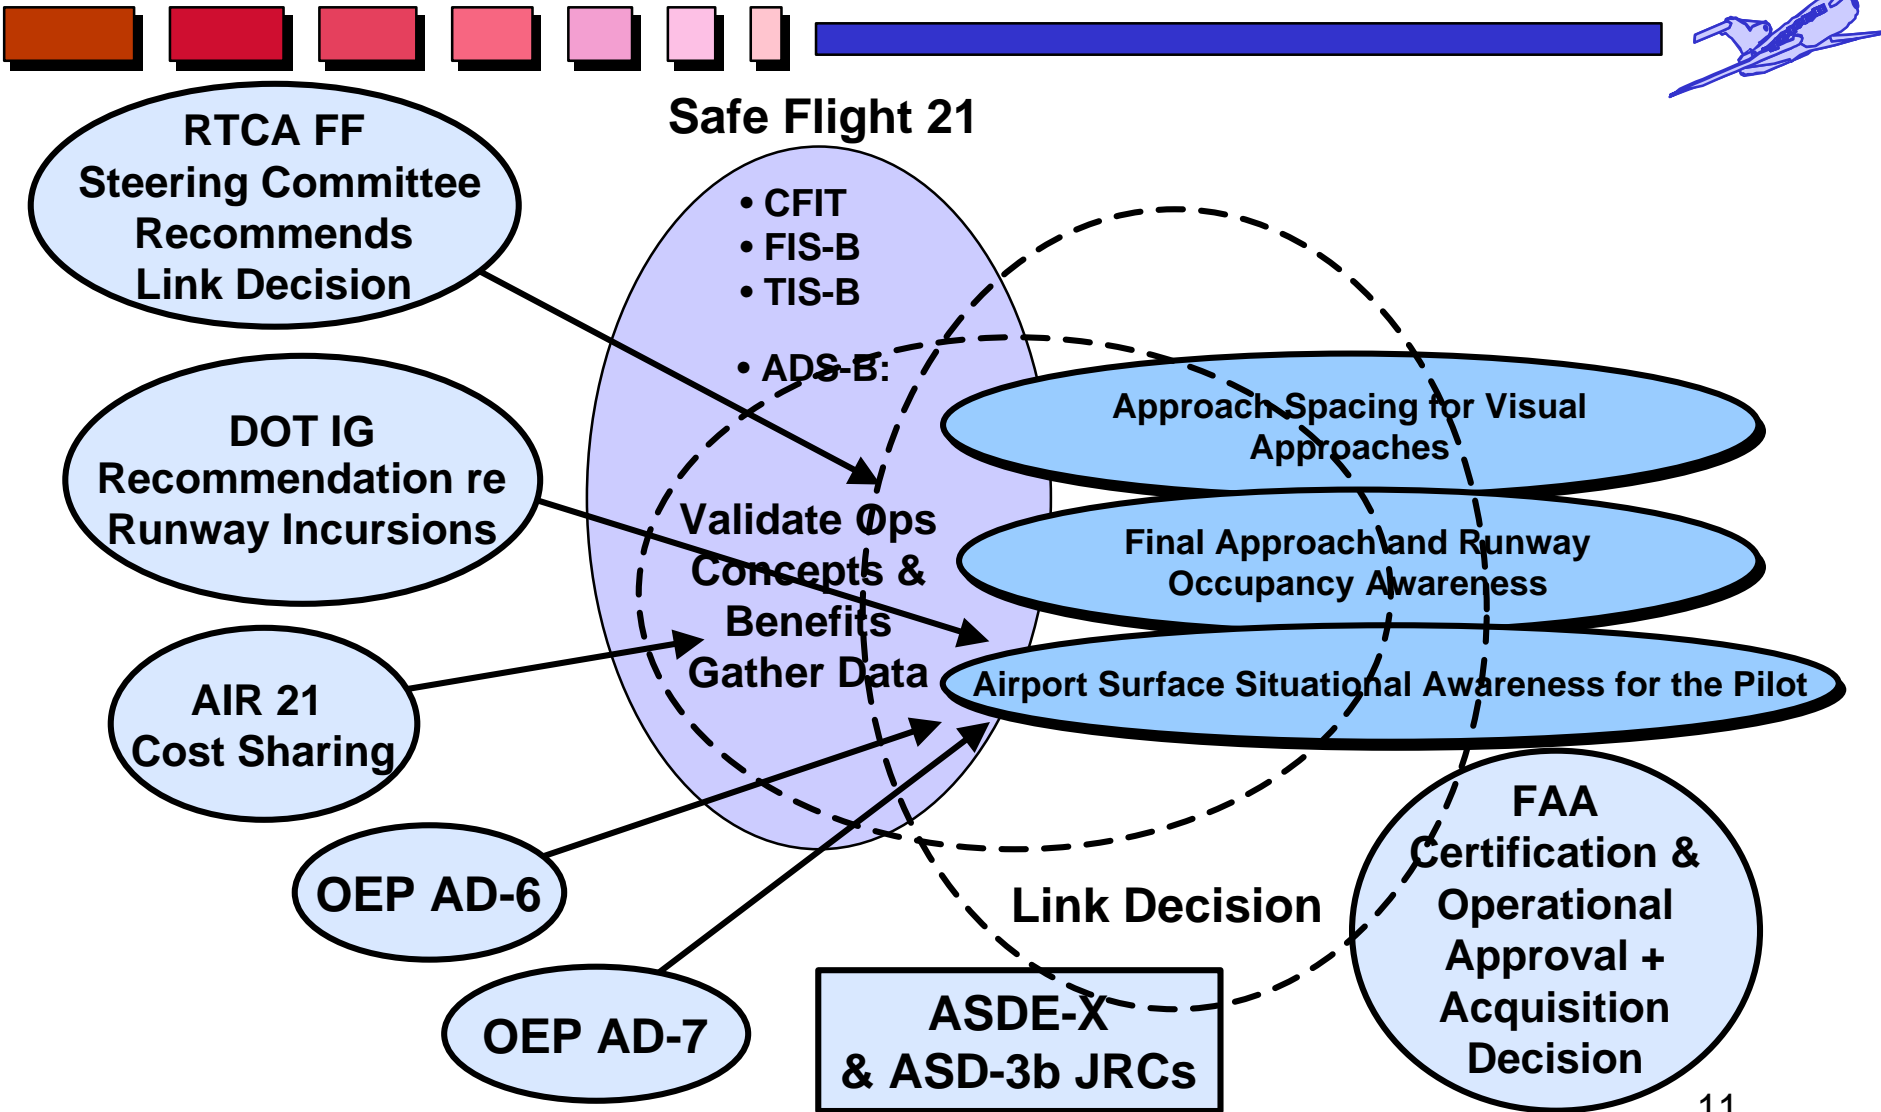 Safe Flight 21
RTCA FF
Steering Committee
Recommends
Link Decision
• CFIT
• FIS-B
• TIS-B
• ADS-B:
DOT IG
Recommendation re
Runway Incursions
Approach Spacing for Visual
Approaches
Validate Ops
Concepts &
Benefits
Gather Data
Final Approach and Runway
Occupancy Awareness
Airport Surface Situational Awareness for the Pilot
AIR 21
Cost Sharing
OEP AD-6
OEP AD-7
Link Decision
ASDE-X
& ASD-3b JRCs
FAA
Certification &
Operational
Approval +
Acquisition
Decision
11